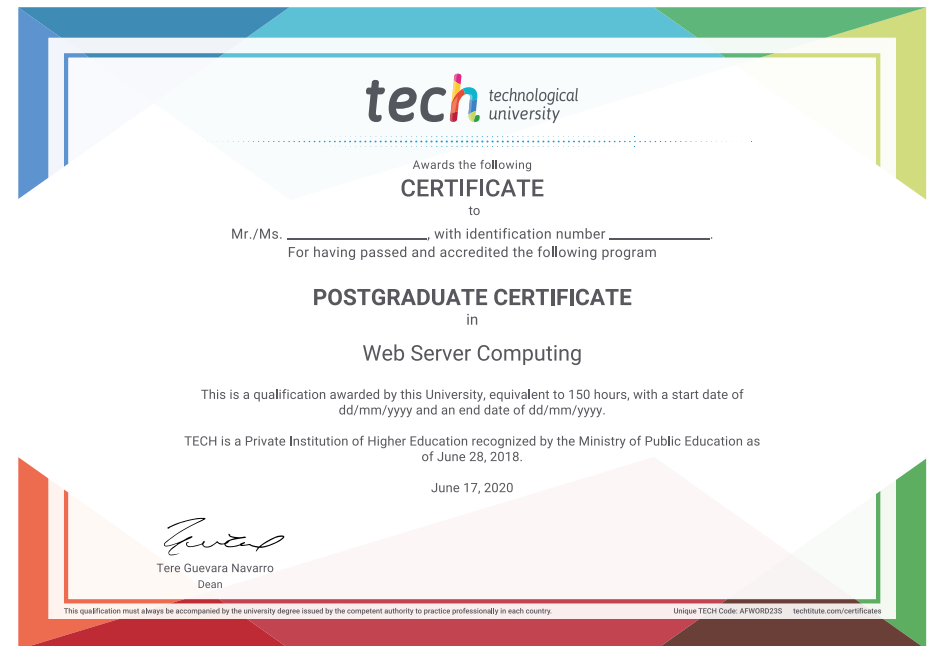 tech technological
university
Awards the following
CERTIFICATE
to
Mr./Ms. ____________________, with identification number ______________.
For having passed and accredited the following program
POSTGRADUATE CERTIFICATE
in
Web Server Computing
This is a qualification awarded by this University, equivalent to 150 hours, with a start date of
dd/mm/yyyy and an end date of dd/mm/yyyy.
TECH is a Private Institution of Higher Education recognized by the Ministry of Public Education as
of June 28, 2018.
June 17, 2020
Tere Guevara Navarro
Dean
This qualification must always be accompanied by the university degree issued by the competent authority to practice professionally in each country.
Unique TECH Code: AFWORD23S techtitute.com/certificates